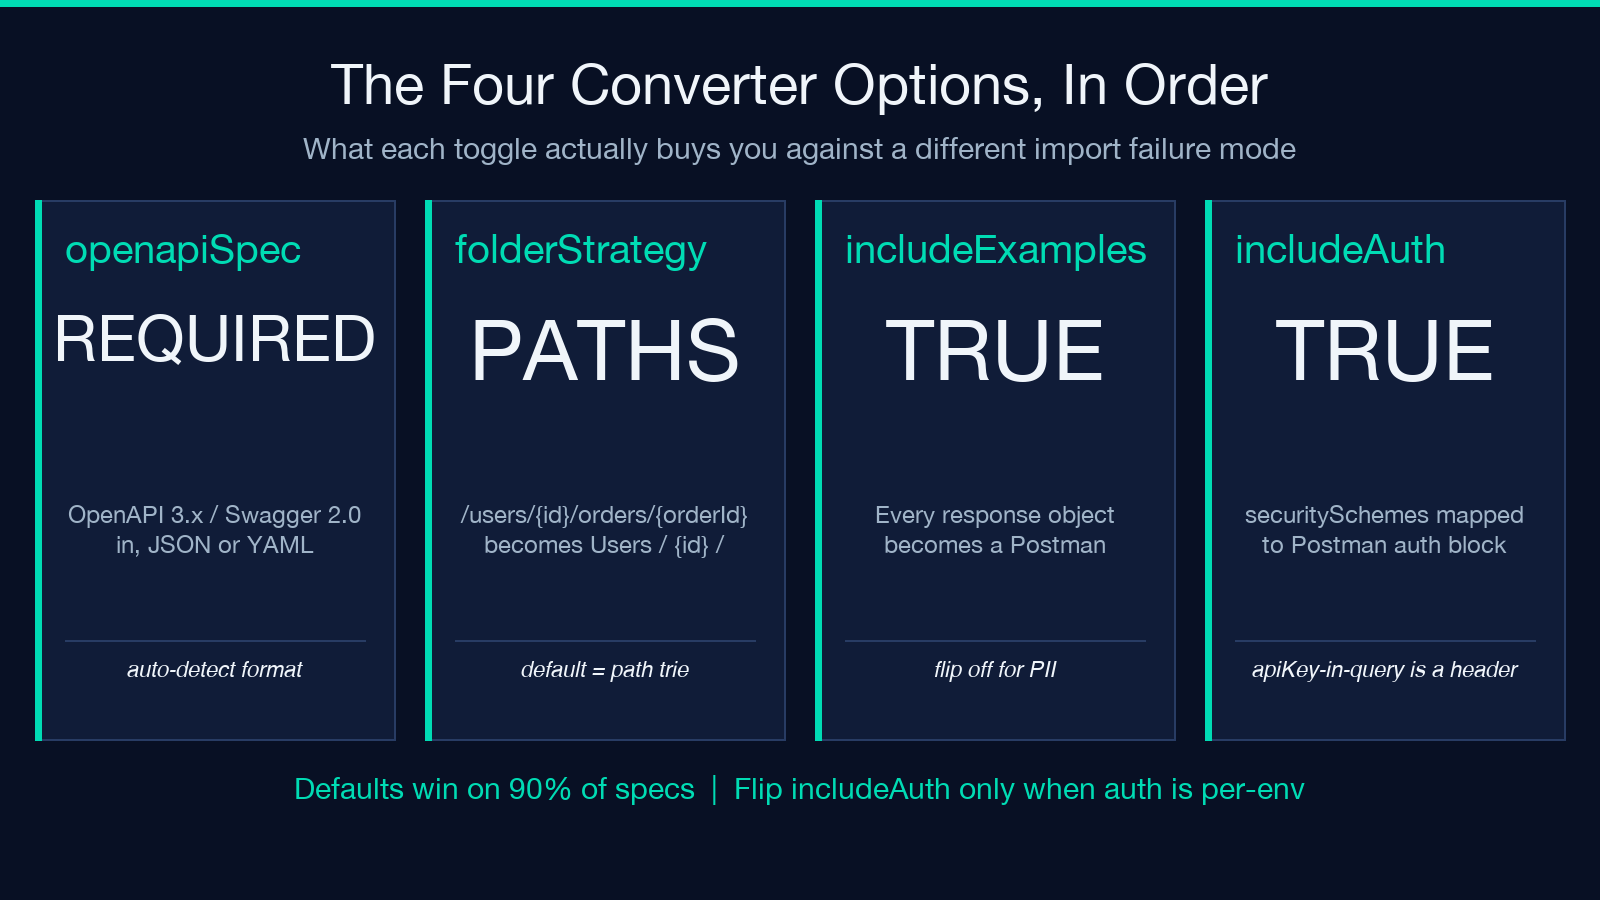 The Four Converter Options, In Order
What each toggle actually buys you against a different import failure mode
openapiSpec
REQUIRED
OpenAPI 3.x / Swagger 2.0
in, JSON or YAML
auto-detect format
folderStrategy
PATHS
/users/{id}/orders/{orderId}
becomes Users / {id} /
default = path trie
includeExamples
TRUE
Every response object
becomes a Postman
flip off for PII
includeAuth
TRUE
securitySchemes mapped
to Postman auth block
apiKey-in-query is a header
Defaults win on 90% of specs | Flip includeAuth only when auth is per-env